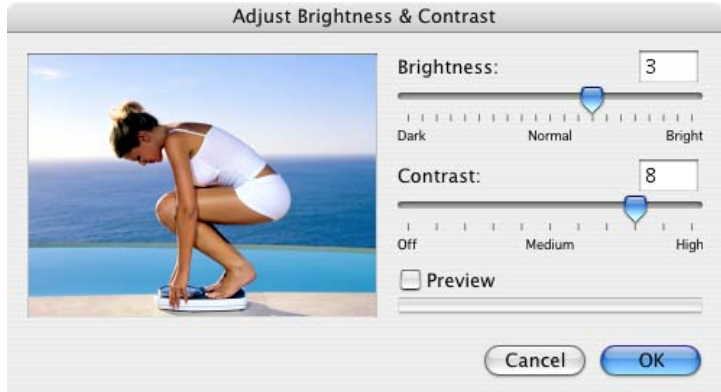 Adjust Brightness & Contrast
Brightness: 3
Dark Normal Bright
Contrast: 8
Off Medium High
Preview
Cancel OK